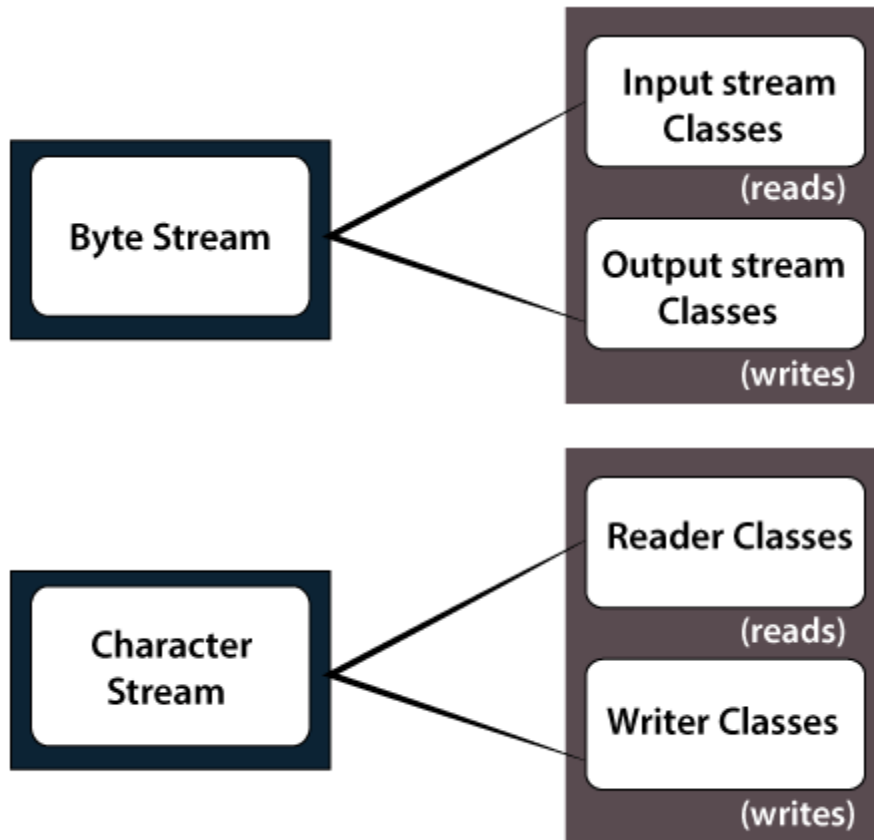 Byte Stream
Input stream
Classes
(reads)
Output stream
Classes
(writes)
Character
Stream
Reader Classes
(reads)
Writer Classes
(writes)